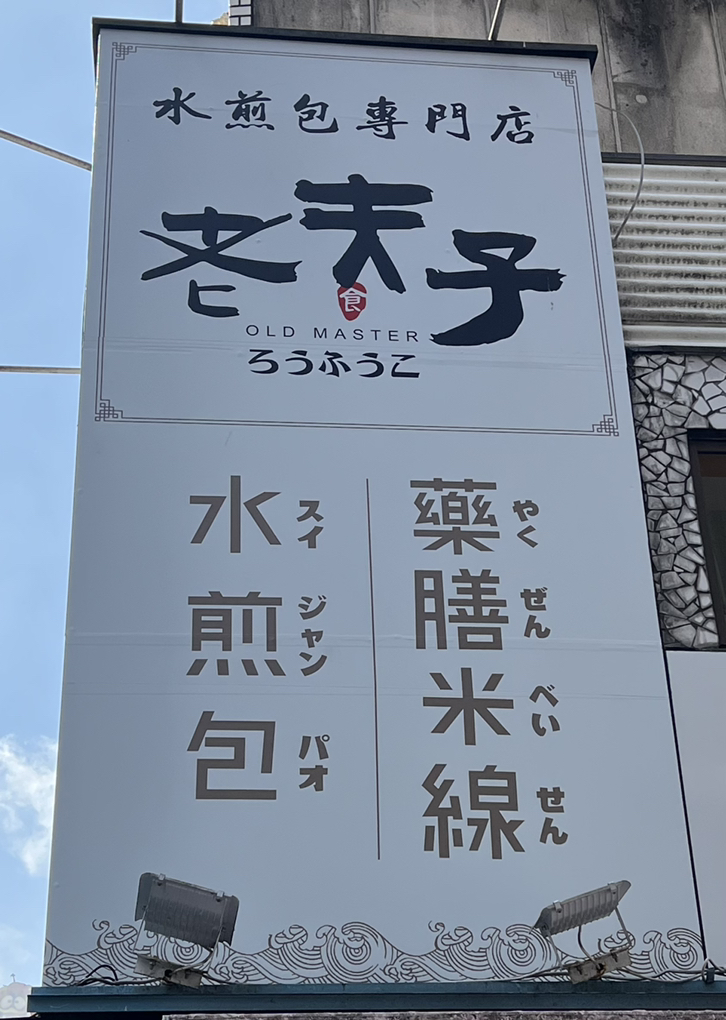 水煎包專門店
老夫子
食
OLD MASTER
ろうふうこ
藥膳米線
やくぜんべいせん
水煎包
スイジャンパオ